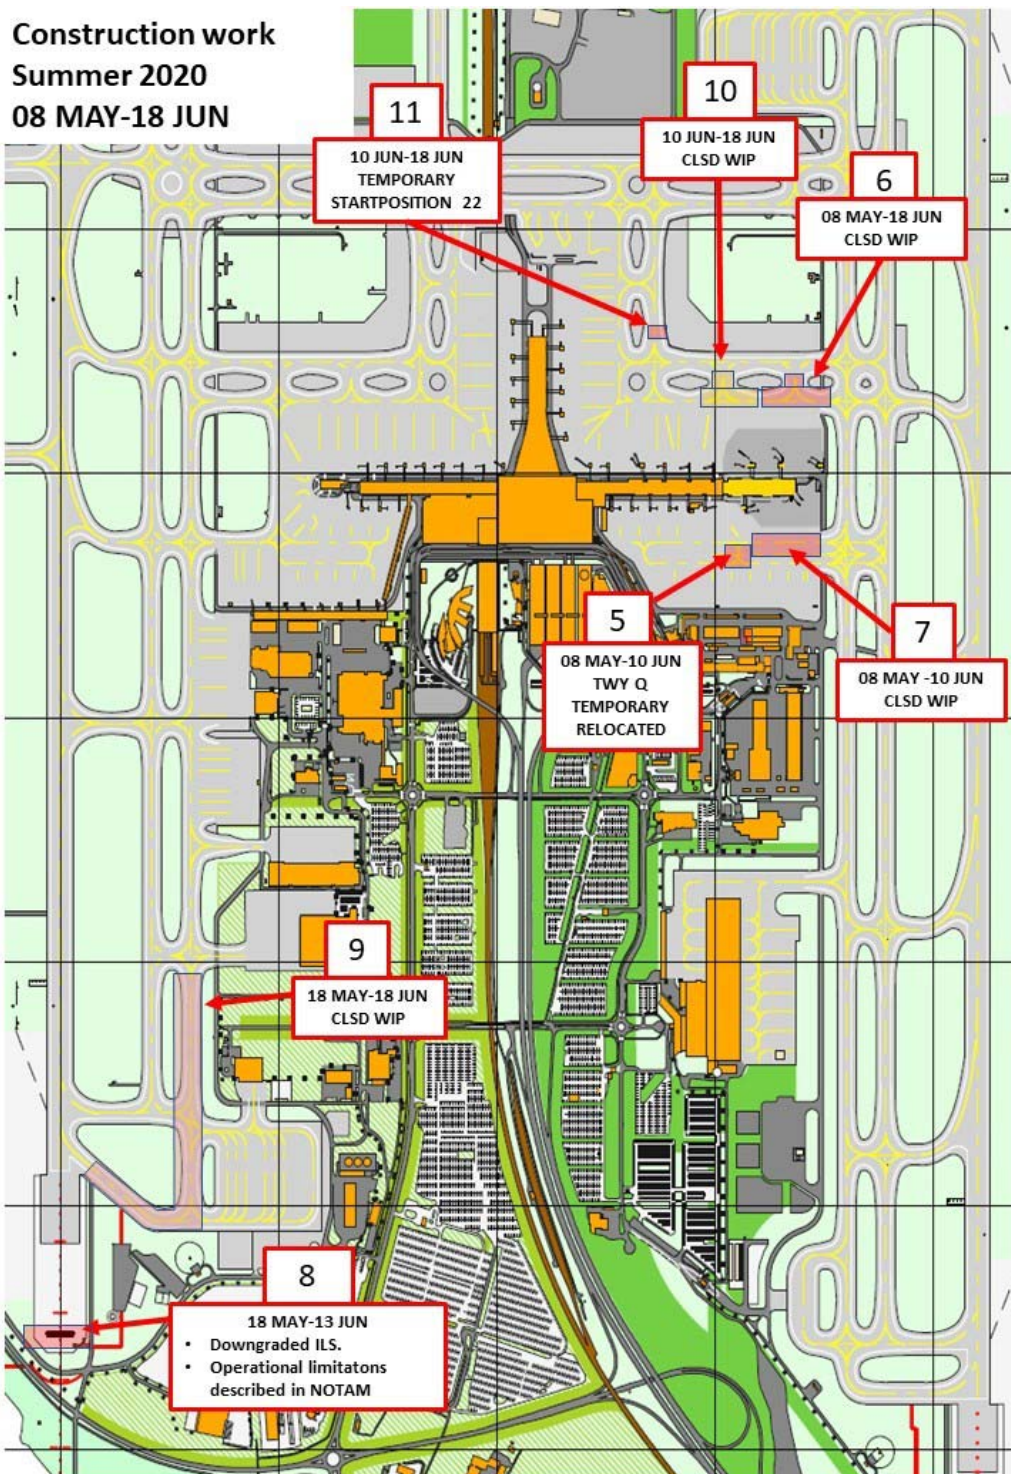 Construction work
Summer 2020
08 MAY-18 JUN
11
10 JUN-18 JUN
TEMPORARY
STARTPOSITION 22
10
10 JUN-18 JUN
CLSD WIP
6
08 MAY-18 JUN
CLSD WIP
5
08 MAY-10 JUN
TWY Q
TEMPORARY
RELOCATED
7
08 MAY -10 JUN
CLSD WIP
9
18 MAY-18 JUN
CLSD WIP
8
18 MAY-13 JUN
• Downgraded ILS.
• Operational limitatons
described in NOTAM